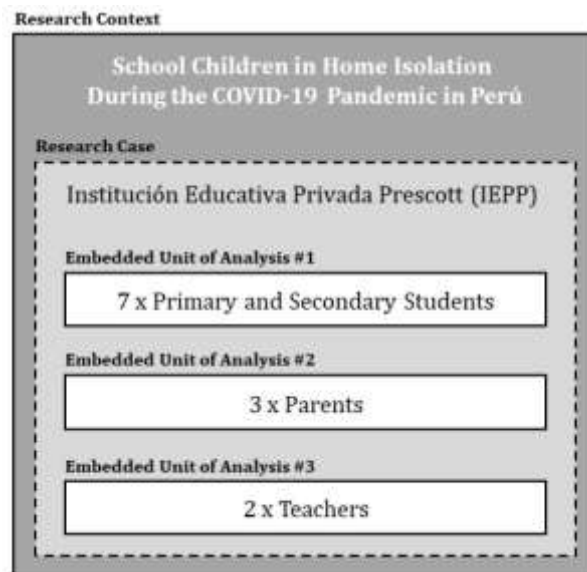 Research Context
School Children in Home Isolation
During the COVID-19 Pandemic in Perú
Research Case
Institución Educativa Privada Prescott (IEPP)
Embedded Unit of Analysis #1
7 x Primary and Secondary Students
Embedded Unit of Analysis #2
3 x Parents
Embedded Unit of Analysis #3
2 x Teachers